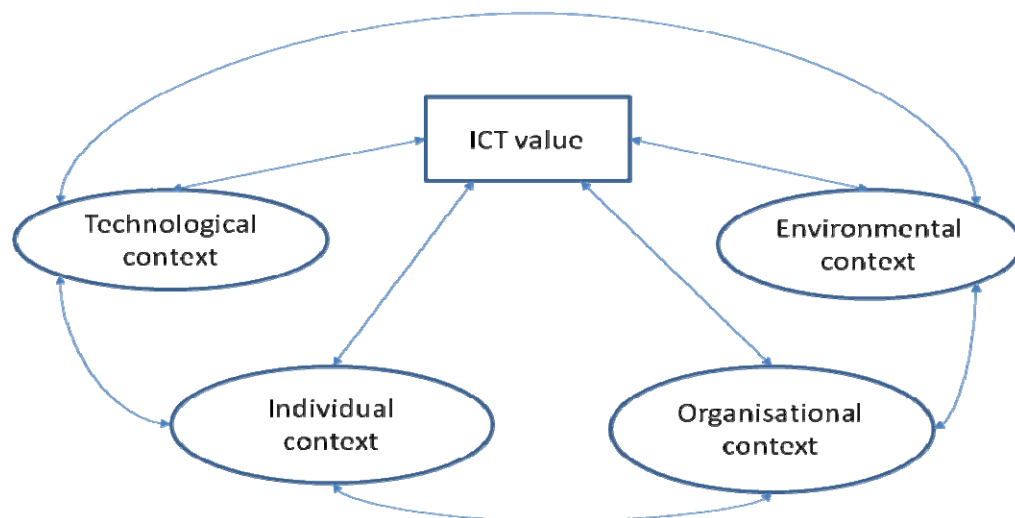 ICT value
Technological
context
Environmental
context
Individual
context
Organisational
context